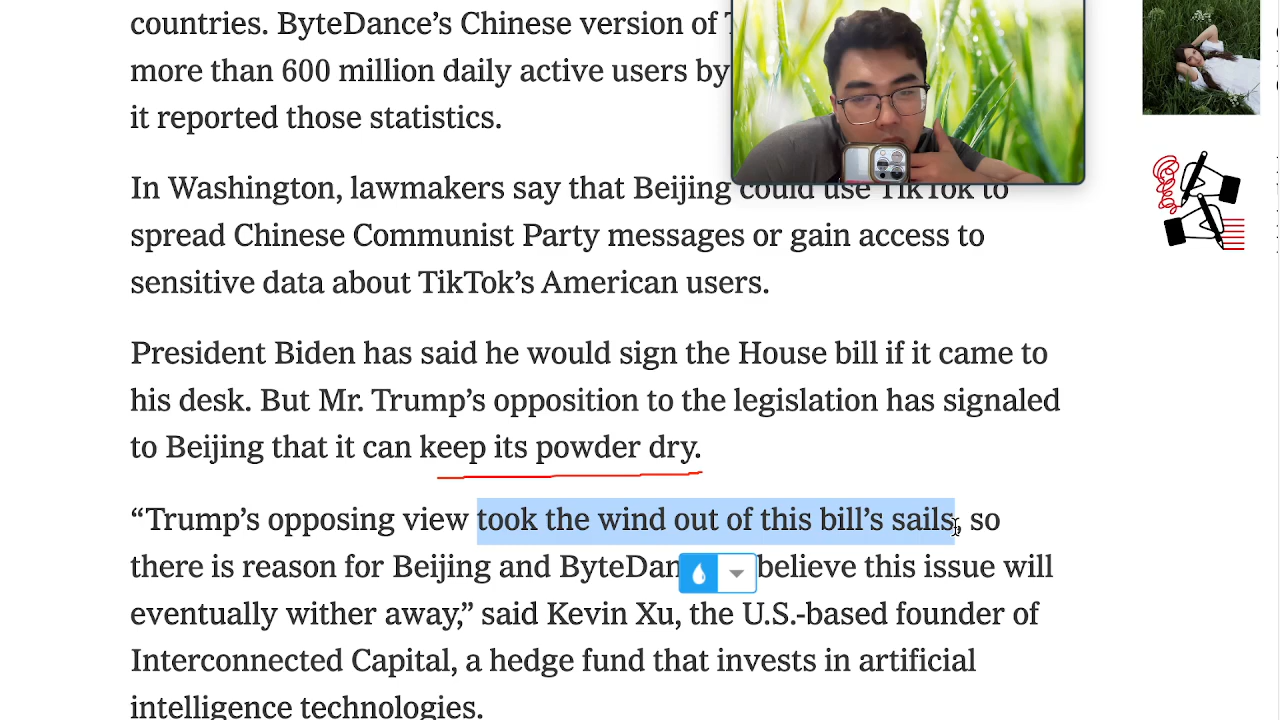 countries. ByteDance’s Chinese version of
more than 600 million daily active users by
it reported those statistics.
In Washington, lawmakers say that Beijing could use TikTok to
spread Chinese Communist Party messages or gain access to
sensitive data about TikTok’s American users.
President Biden has said he would sign the House bill if it came to
his desk. But Mr. Trump’s opposition to the legislation has signaled
to Beijing that it can keep its powder dry.
“Trump’s opposing view took the wind out of this bill’s sails, so
there is reason for Beijing and ByteDan believe this issue will
eventually wither away,” said Kevin Xu, the U.S.-based founder of
Interconnected Capital, a hedge fund that invests in artificial
intelligence technologies.